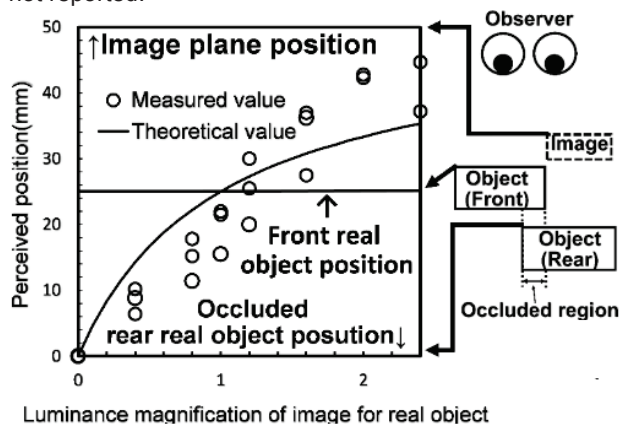 not reported.
50
40
30
20
10
0
0
1
2
Perceived position(mm)
↑Image plane position
Measured value
Theoretical value
Front real
object position
Occluded
rear real object posution↓
Luminance magnification of image for real object
Observer
Image
Object
(Front)
Object
(Rear)
Occluded region